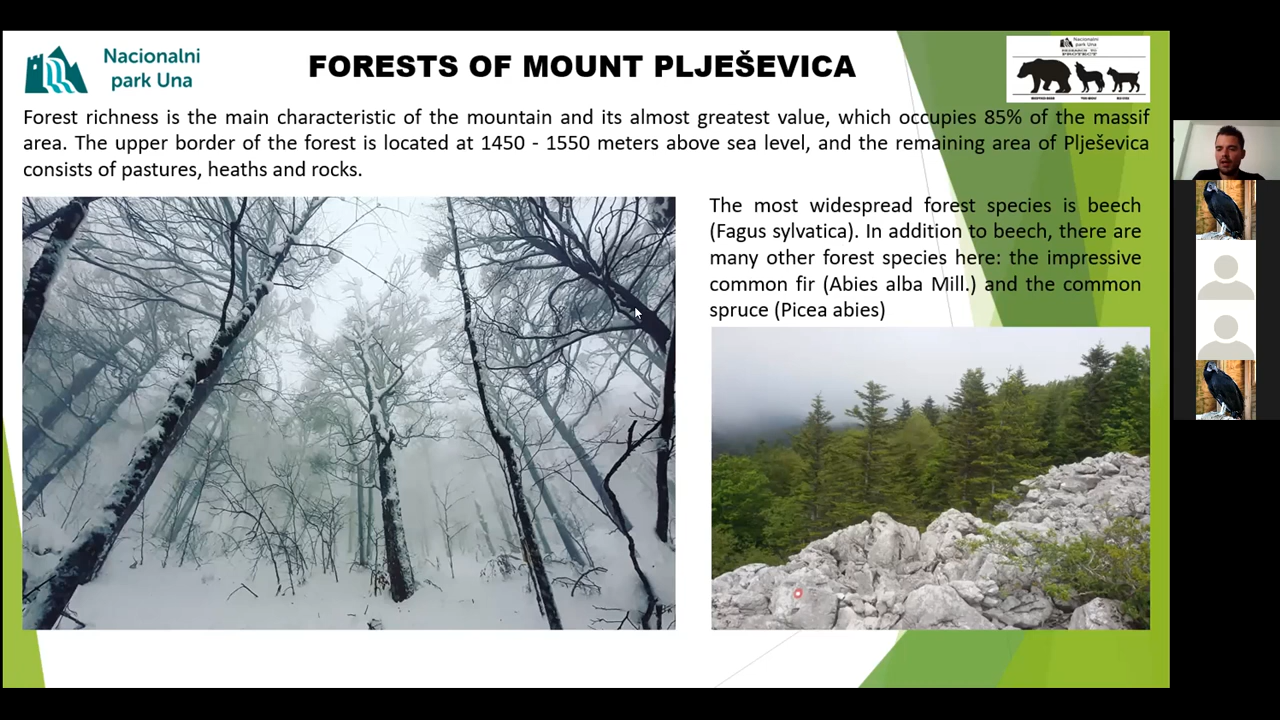 Nacionalni
park Una
FORESTS OF MOUNT PLJEŠEVICA
Nacionalni
park Una
PROTECT
Forest richness is the main characteristic of the mountain and its almost greatest value, which occupies 85% of the massif
area. The upper border of the forest is located at 1450 - 1550 meters above sea level, and the remaining area of Plješevica
consists of pastures, heaths and rocks.
The most widespread forest species is beech
(Fagus sylvatica). In addition to beech, there are
many other forest species here: the impressive
common fir (Abies alba Mill.) and the common
spruce (Picea abies)